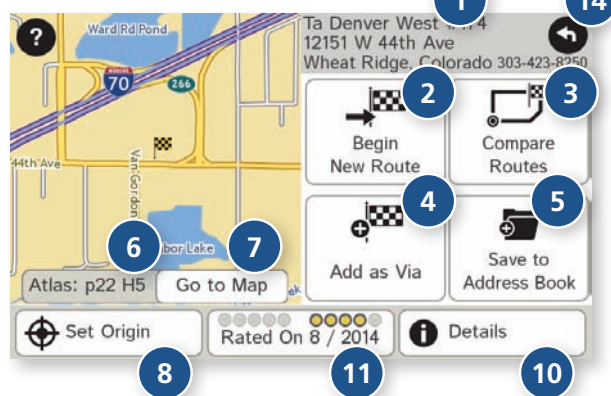 1
14
?
Ward Rd Pond
70
266
44th Ave
Van Gordon
6
7
Atlas: p22 H5
Go to Map
Ta Denver West
12151 W 44th Ave
Wheat Ridge, Colorado 303-423-8250
2
Begin
New Route
3
Compare
Routes
4
Add as Via
5
Save to
Address Book
Set Origin
Rated On 8 / 2014
Details
8
11
10